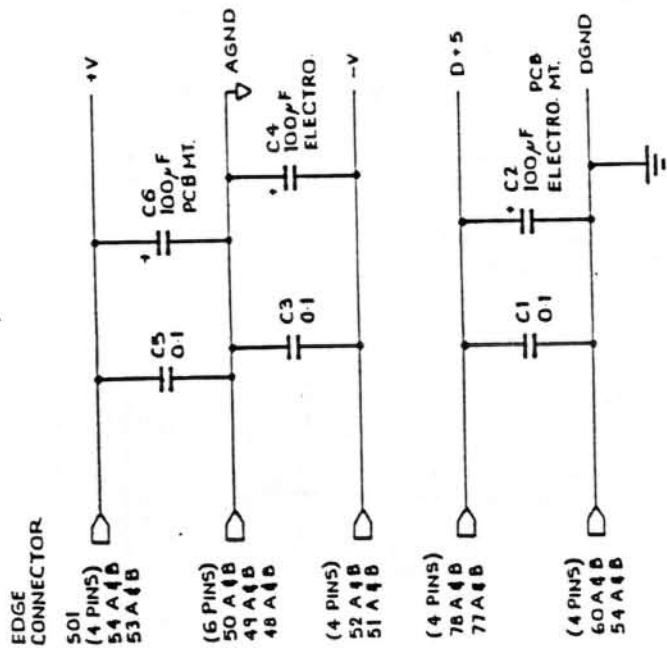 EDGE
CONNECTOR
501
(4 PINS)
54 A & B
53 A & B
+V
C5
0.1
C6
100µF
PCB MT.
+
(6 PINS)
50 A & B
49 A & B
48 A & B
AGND
C3
0.1
C4
100µF
ELECTRO.
+
(4 PINS)
52 A & B
51 A & B
-V
(4 PINS)
78 A & B
77 A & B
D+5
C1
0.1
C2
+ 100µF
ELECTRO. PCB
MT.
(4 PINS)
60 A & B
54 A & B
DGND